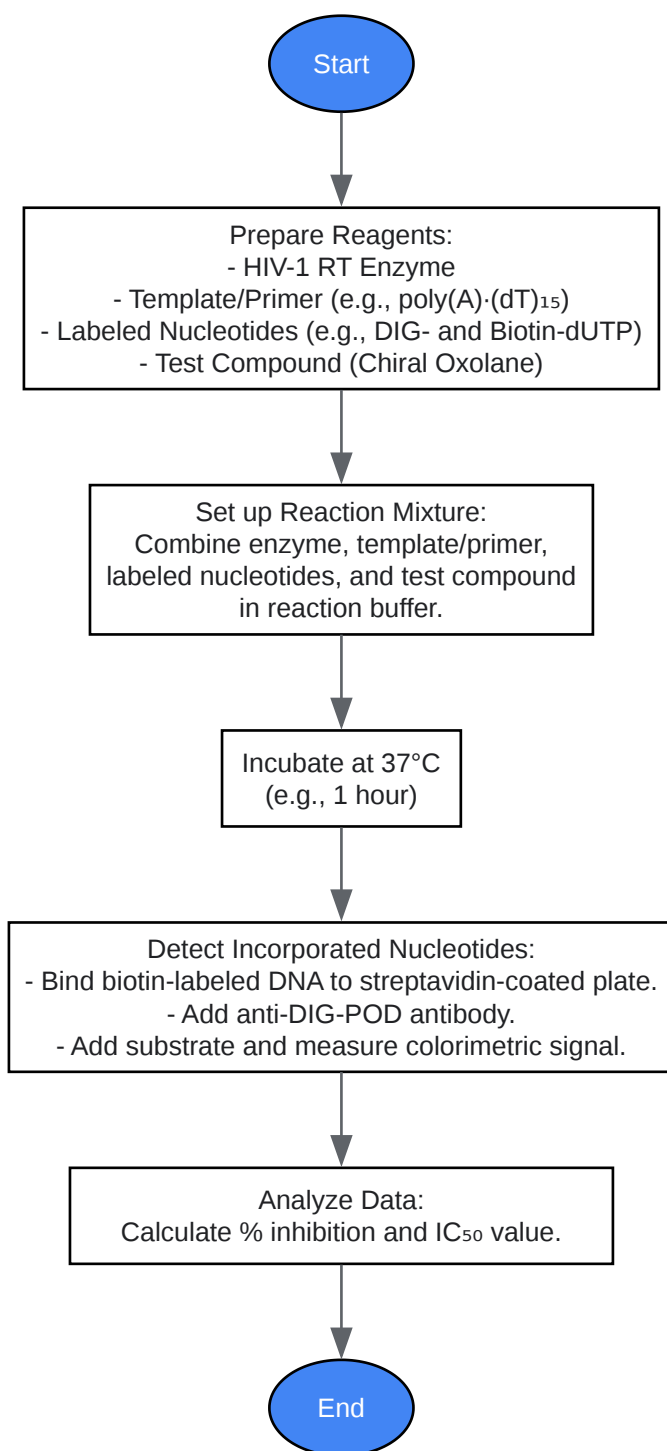 Start
Prepare Reagents:
- HIV-1 RT Enzyme
- Template/Primer (e.g., poly(A)·(dT)₁₅)
- Labeled Nucleotides (e.g., DIG- and Biotin-dUTP)
- Test Compound (Chiral Oxolane)
Set up Reaction Mixture:
Combine enzyme, template/primer,
labeled nucleotides, and test compound
in reaction buffer.
Incubate at 37°C
(e.g., 1 hour)
Detect Incorporated Nucleotides:
- Bind biotin-labeled DNA to streptavidin-coated plate.
- Add anti-DIG-POD antibody.
- Add substrate and measure colorimetric signal.
Analyze Data:
Calculate % inhibition and IC₅₀ value.
End